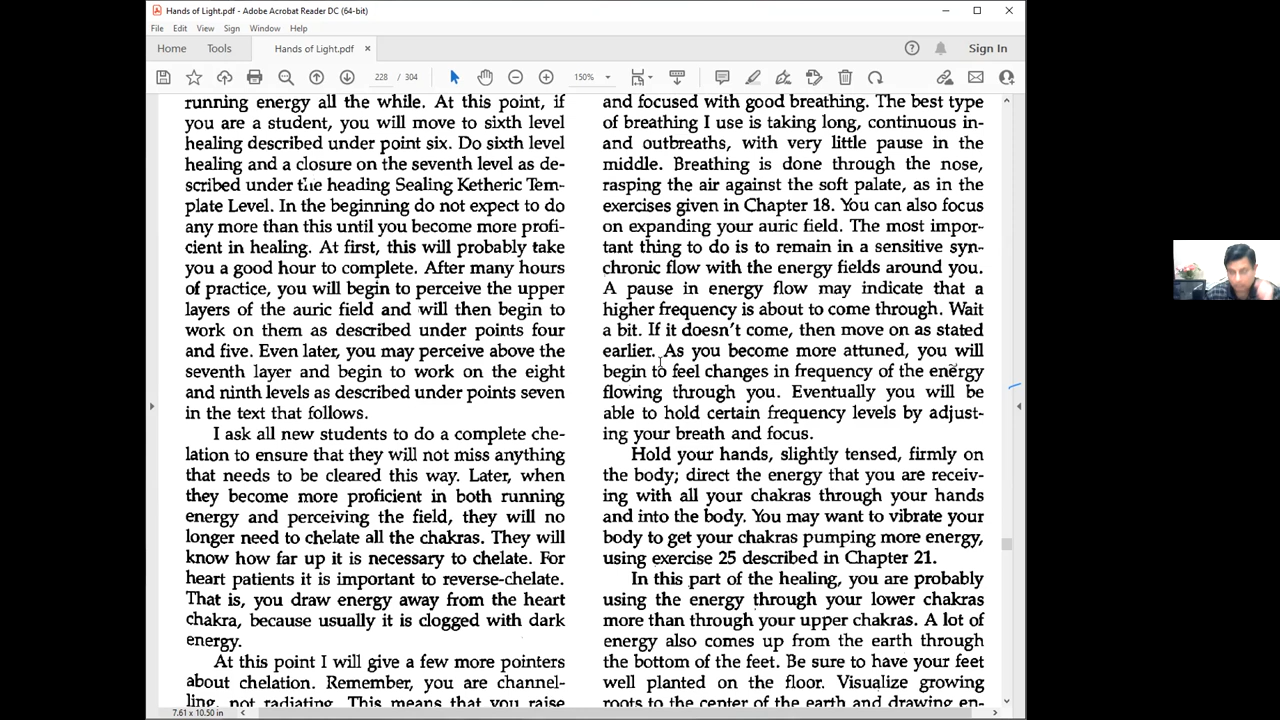 Hands of Light.pdf - Adobe Acrobat Reader DC (64-bit)
File Edit View Sign Window Help
Home Tools Hands of Light.pdf × Sign In
228 / 304 150%
running energy all the while. At this point, if
you are a student, you will move to sixth level
healing described under point six. Do sixth level
healing and a closure on the seventh level as de-
scribed under the heading Sealing Ketheric Tem-
plate Level. In the beginning do not expect to do
any more than this until you become more profi-
cient in healing. At first, this will probably take
you a good hour to complete. After many hours
of practice, you will begin to perceive the upper
layers of the auric field and will then begin to
work on them as described under points four
and five. Even later, you may perceive above the
seventh layer and begin to work on the eight
and ninth levels as described under points seven
in the text that follows.
I ask all new students to do a complete che-
lation to ensure that they will not miss anything
that needs to be cleared this way. Later, when
they become more proficient in both running
energy and perceiving the field, they will no
longer need to chelate all the chakras. They will
know how far up it is necessary to chelate. For
heart patients it is important to reverse-chelate.
That is, you draw energy away from the heart
chakra, because usually it is clogged with dark
energy.
At this point I will give a few more pointers
about chelation. Remember, you are channel-
ling, not radiating. This means that you raise
and focused with good breathing. The best type
of breathing I use is taking long, continuous in-
and outbreaths, with very little pause in the
middle. Breathing is done through the nose,
rasping the air against the soft palate, as in the
exercises given in Chapter 18. You can also focus
on expanding your auric field. The most impor-
tant thing to do is to remain in a sensitive syn-
chronic flow with the energy fields around you.
A pause in energy flow may indicate that a
higher frequency is about to come through. Wait
a bit. If it doesn't come, then move on as stated
earlier. As you become more attuned, you will
begin to feel changes in frequency of the energy
flowing through you. Eventually you will be
able to hold certain frequency levels by adjust-
ing your breath and focus.
Hold your hands, slightly tensed, firmly on
the body; direct the energy that you are receiv-
ing with all your chakras through your hands
and into the body. You may want to vibrate your
body to get your chakras pumping more energy,
using exercise 25 described in Chapter 21.
In this part of the healing, you are probably
using the energy through your lower chakras
more than through your upper chakras. A lot of
energy also comes up from the earth through
the bottom of the feet. Be sure to have your feet
well planted on the floor. Visualize growing
roots to the center of the earth and drawing en-
7.61 x 10.50 in